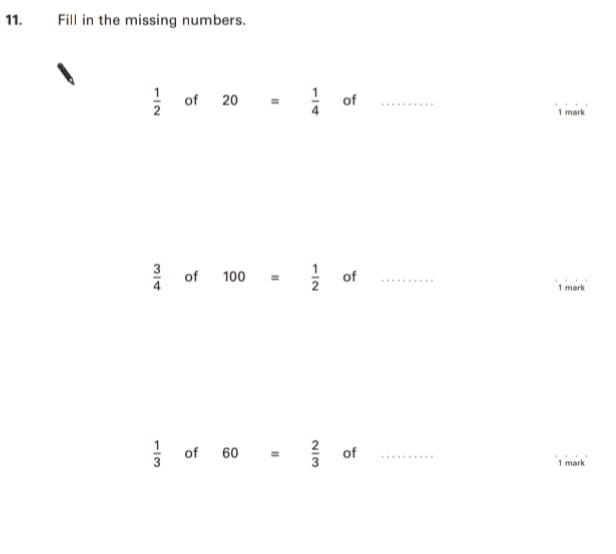 11. Fill in the missing numbers.
1/2 of 20 = 1/4 of ..........
1 mark
3/4 of 100 = 1/2 of ..........
1 mark
1/3 of 60 = 2/3 of ..........
1 mark